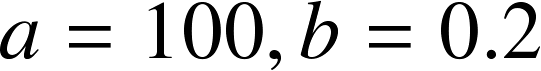 a = 100, b = 0.2